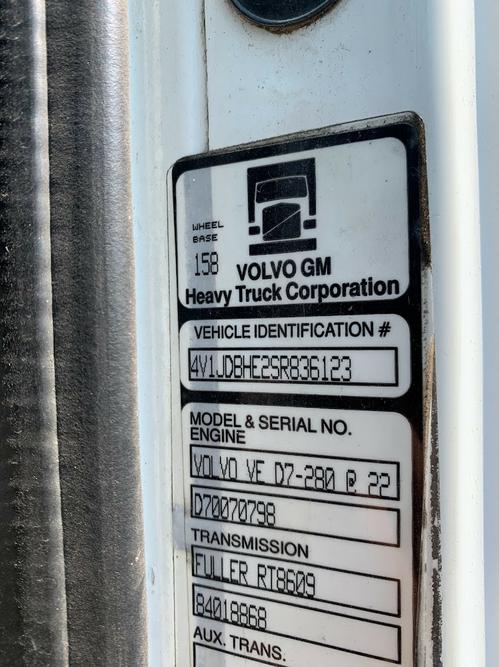 WHEEL
BASE
158
VOLVO GM
Heavy Truck Corporation
VEHICLE IDENTIFICATION #
4V1JDBHE2SR836123
MODEL & SERIAL NO.
ENGINE
VOLVO VE D7-280 @ 22
D70070798
TRANSMISSION
FULLER RT8609
84018868
AUX. TRANS.